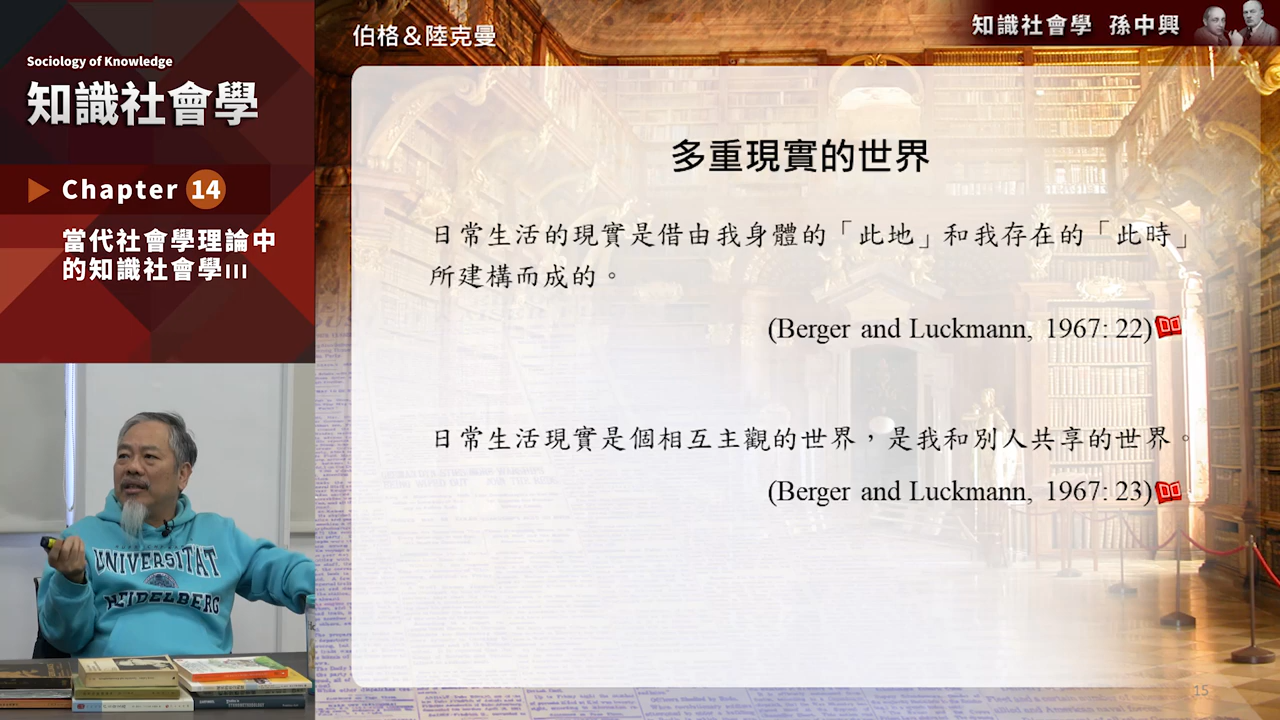 Sociology of Knowledge
知識社會學
Chapter 14
當代社會學理論中
的知識社會學III
伯格＆陸克曼
知識社會學 孫中興
多重現實的世界
日常生活的現實是借由我身體的「此地」和我存在的「此時」
所建構而成的。
(Berger and Luckmann, 1967: 22)
日常生活現實是個相互主觀的世界，是我和別人共享的世界。
(Berger and Luckmann, 1967: 23)
UNIVERSITAT
HEIDELBERG
15